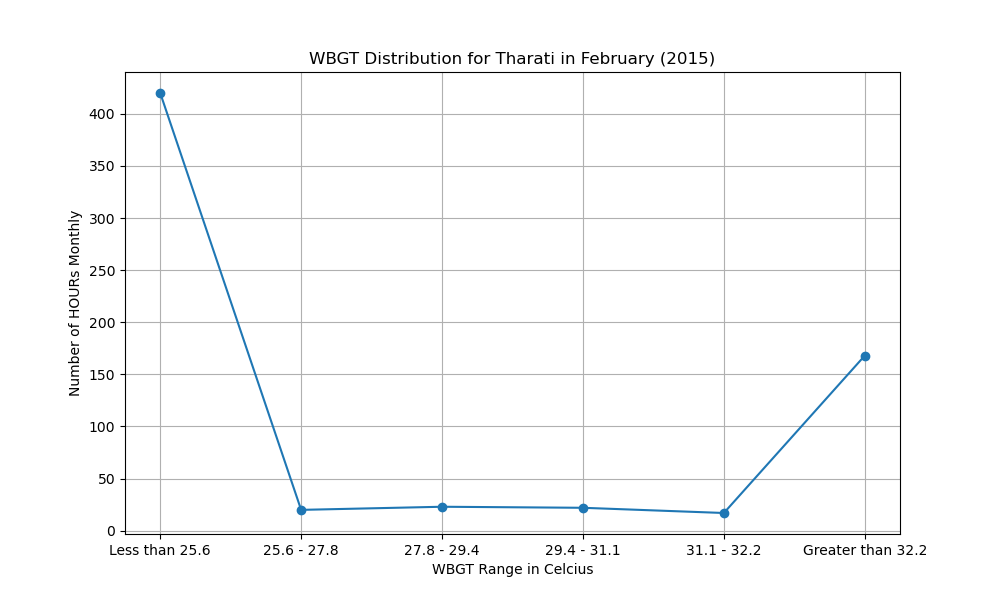 WBGT Distribution for Tharati in February (2015)
Number of HOURs Monthly
400
350
300
250
200
150
100
50
0
Less than 25.6
25.6 - 27.8
27.8 - 29.4
29.4 - 31.1
31.1 - 32.2
Greater than 32.2
WBGT Range in Celcius